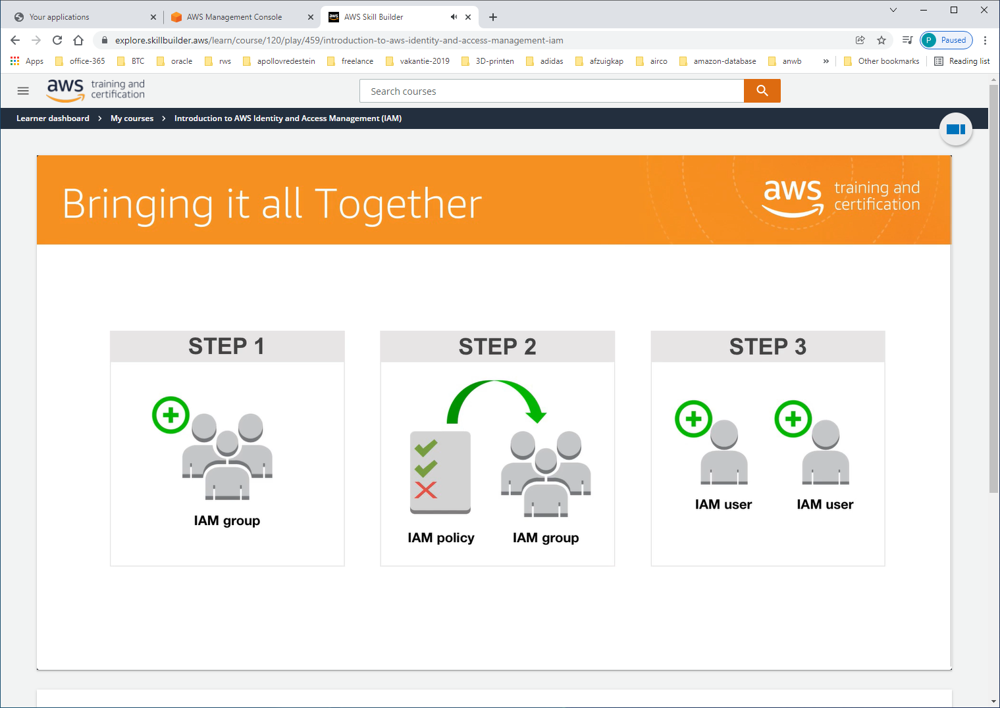 Your applications
AWS Management Console
aws AWS Skill Builder
explore.skillbuilder.aws/learn/course/120/play/459/introduction-to-aws-identity-and-access-management-iam
P Paused
Apps office-365 BTC oracle rws apollovredestein freelance vakantie-2019 3D-printen adidas afzuigkap airco amazon-database anwb » Other bookmarks Reading list
aws training and
certification
Search courses
Learner dashboard > My courses > Introduction to AWS Identity and Access Management (IAM)
Bringing it all Together
aws training and
certification
STEP 1
IAM group
STEP 2
IAM policy IAM group
STEP 3
IAM user IAM user